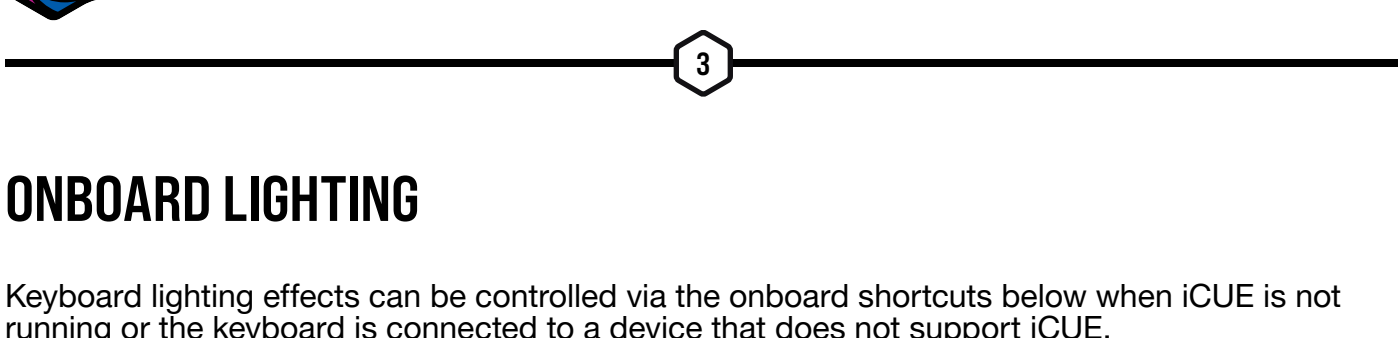 3
ONBOARD LIGHTING
Keyboard lighting effects can be controlled via the onboard shortcuts below when iCUE is not
running or the keyboard is connected to a device that does not support iCUE.